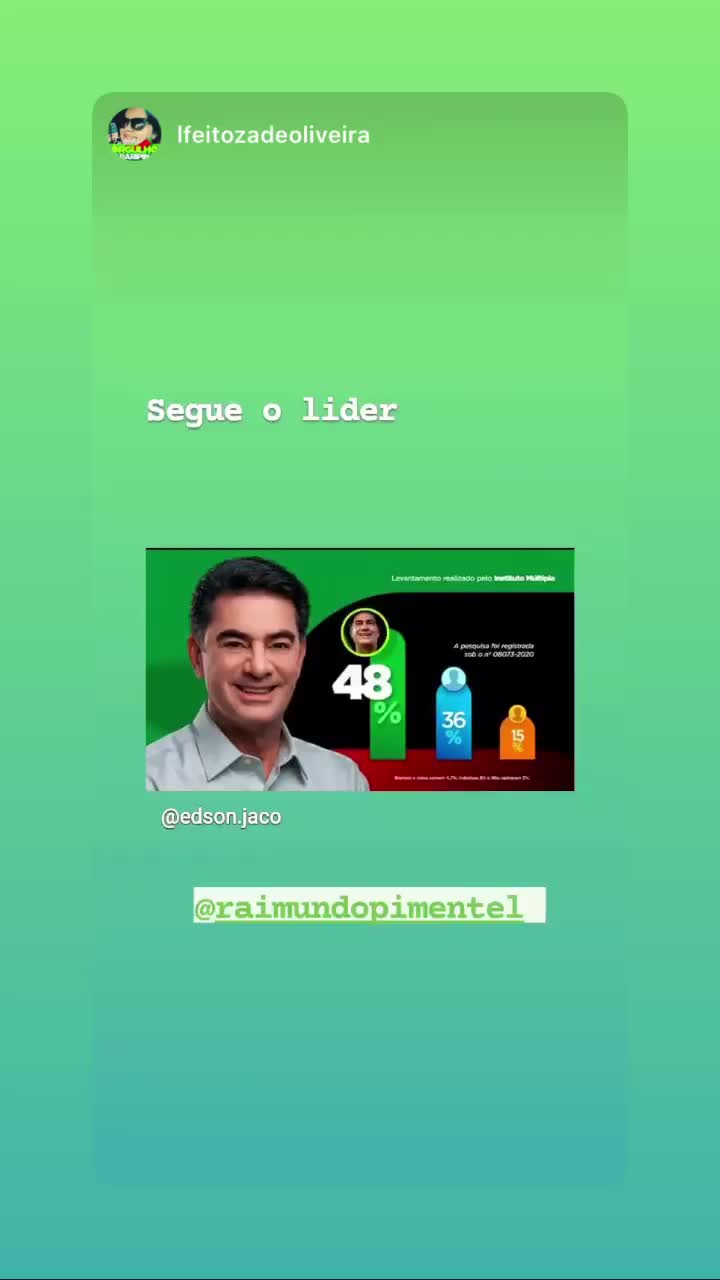 lfeitozadeoliveira
ORGULHO
Segue o lider
Levantamento realizado pelo Instituto Múltipla
A pesquisa foi registrada
sob o nº 08073-2020
48
%
36
%
15
%
@edson.jaco
@raimundopimentel